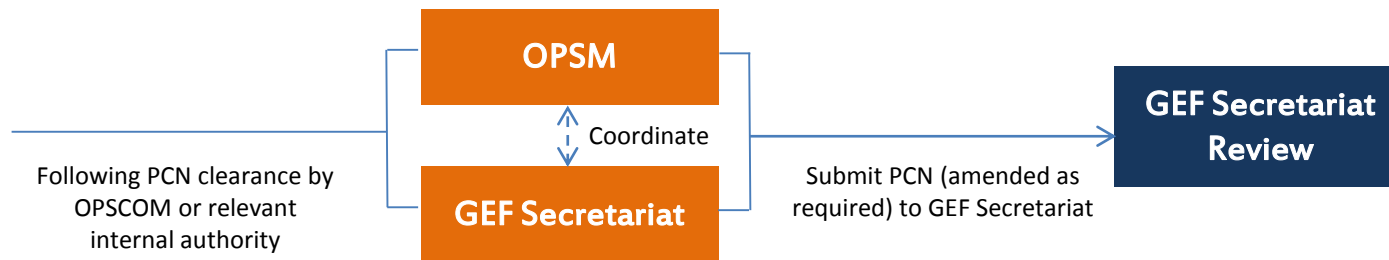 OPSM
Coordinate
GEF Secretariat
Following PCN clearance by
OPSCOM or relevant
internal authority
Submit PCN (amended as
required) to GEF Secretariat
GEF Secretariat
Review